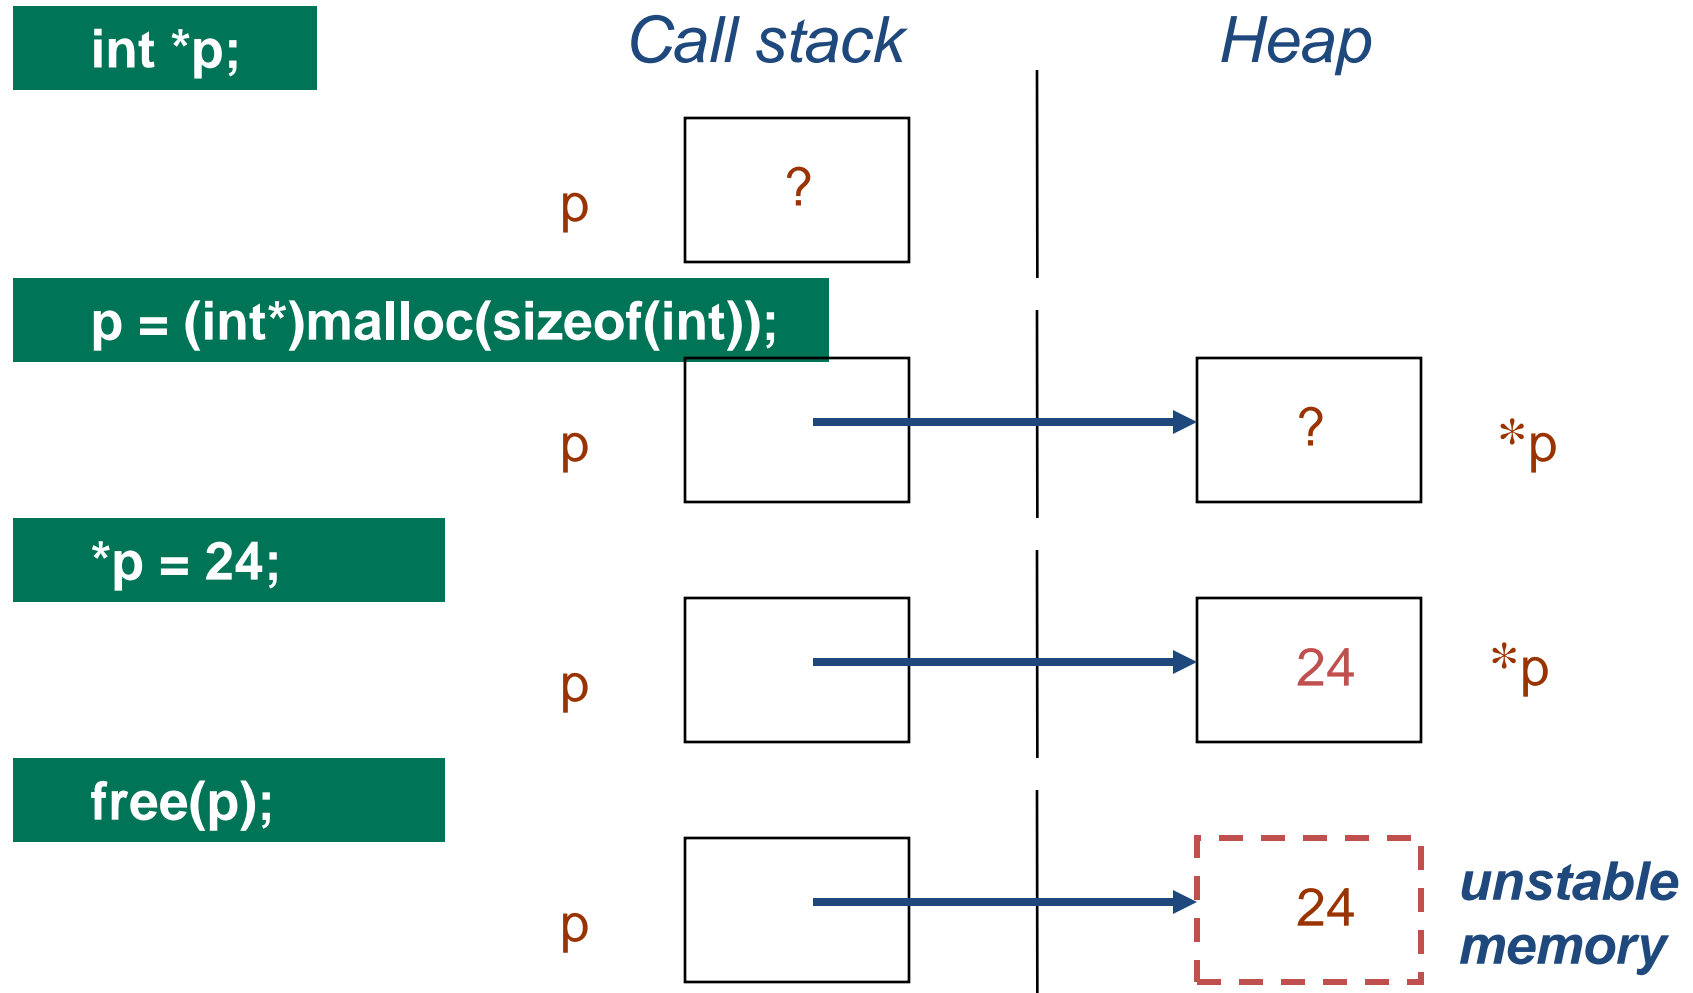 int *p;
Call stack
Heap
p
?
p = (int*)malloc(sizeof(int));
p
?
*p
*p = 24;
p
24
*p
free(p);
p
24
unstable
memory